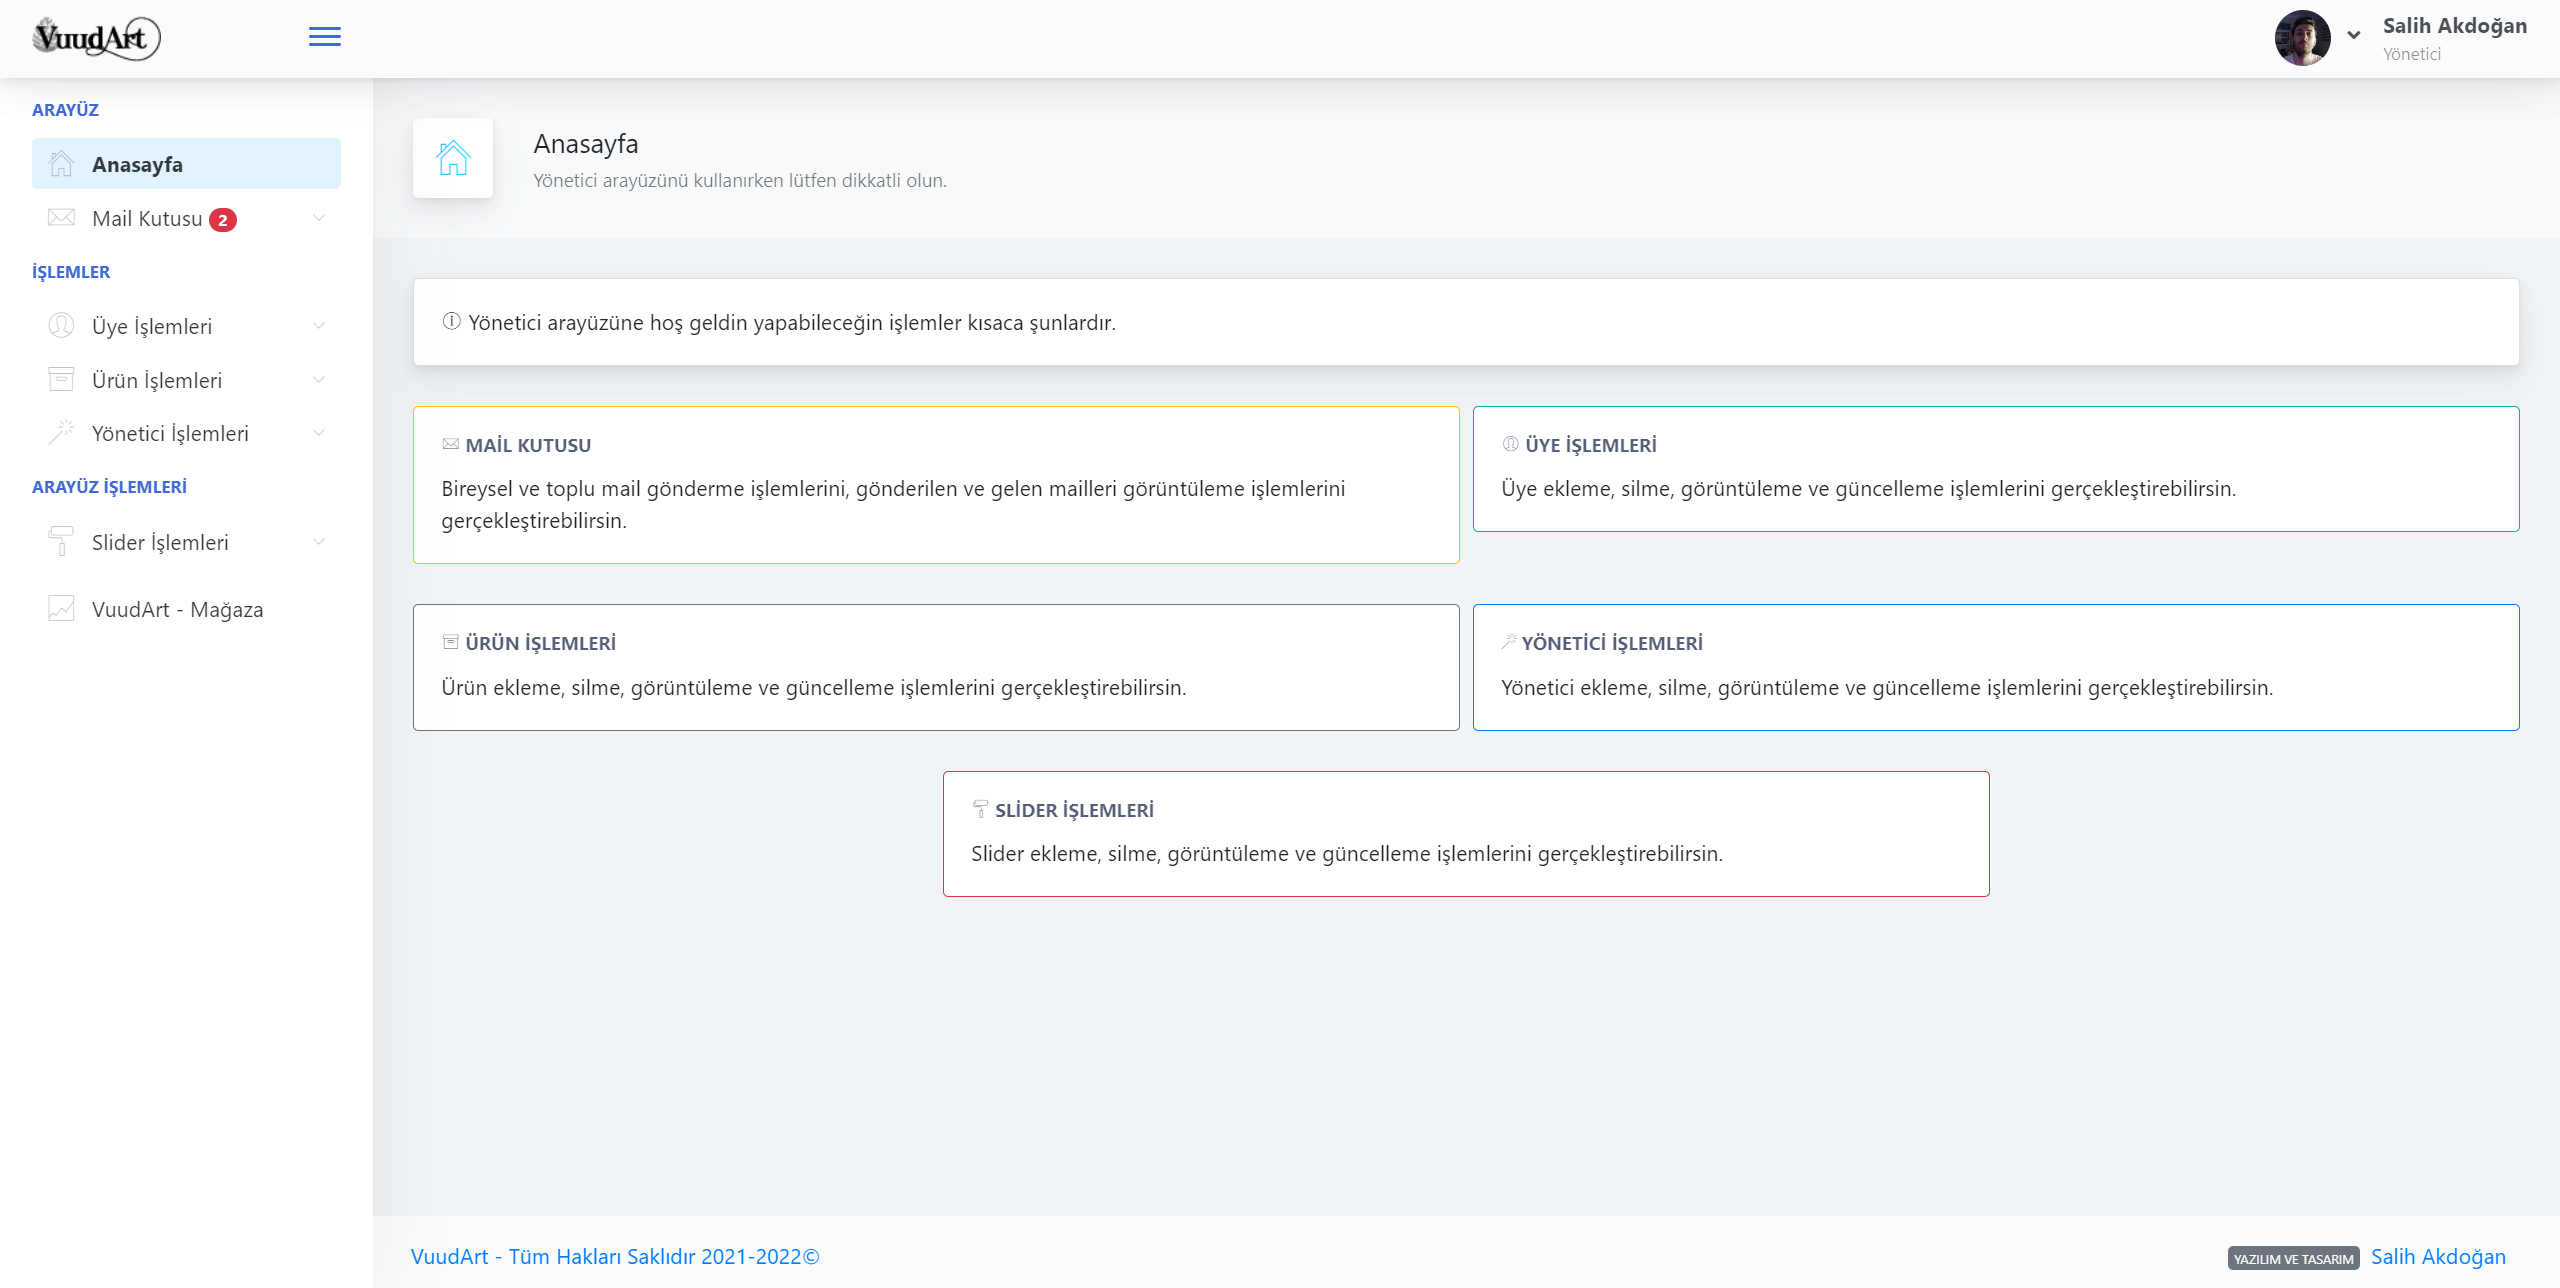 VuudArt
Salih Akdoğan
Yönetici
ARAYÜZ
Anasayfa
Mail Kutusu 2
İŞLEMLER
Üye İşlemleri
Ürün İşlemleri
Yönetici İşlemleri
ARAYÜZ İŞLEMLERİ
Slider İşlemleri
VuudArt - Mağaza
Anasayfa
Yönetici arayüzünü kullanırken lütfen dikkatli olun.
Yönetici arayüzüne hoş geldin yapabileceğin işlemler kısaca şunlardır.
MAİL KUTUSU
Bireysel ve toplu mail gönderme işlemlerini, gönderilen ve gelen mailleri görüntüleme işlemlerini
gerçekleştirebilirsin.
ÜYE İŞLEMLERİ
Üye ekleme, silme, görüntüleme ve güncelleme işlemlerini gerçekleştirebilirsin.
ÜRÜN İŞLEMLERİ
Ürün ekleme, silme, görüntüleme ve güncelleme işlemlerini gerçekleştirebilirsin.
YÖNETİCİ İŞLEMLERİ
Yönetici ekleme, silme, görüntüleme ve güncelleme işlemlerini gerçekleştirebilirsin.
SLİDER İŞLEMLERİ
Slider ekleme, silme, görüntüleme ve güncelleme işlemlerini gerçekleştirebilirsin.
VuudArt - Tüm Hakları Saklıdır 2021-2022©
YAZILIM VE TASARIM Salih Akdoğan